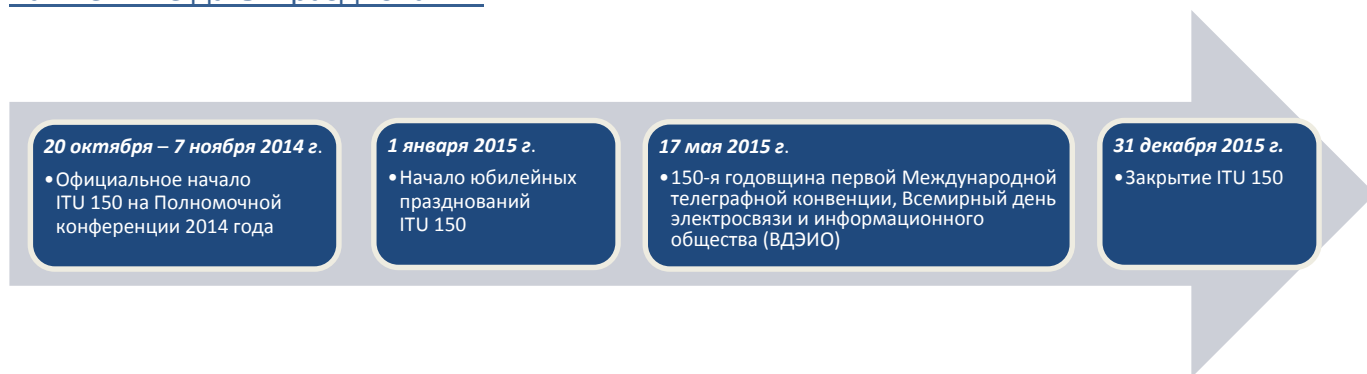 20 октября – 7 ноября 2014 г.
•Официальное начало
ITU 150 на Полномочной
конференции 2014 года
1 января 2015 г.
•Начало юбилейных
празднований
ITU 150
17 мая 2015 г.
•150-я годовщина первой Международной
телеграфной конвенции, Всемирный день
электросвязи и информационного
общества (ВДЭИО)
31 декабря 2015 г.
•Закрытие ITU 150